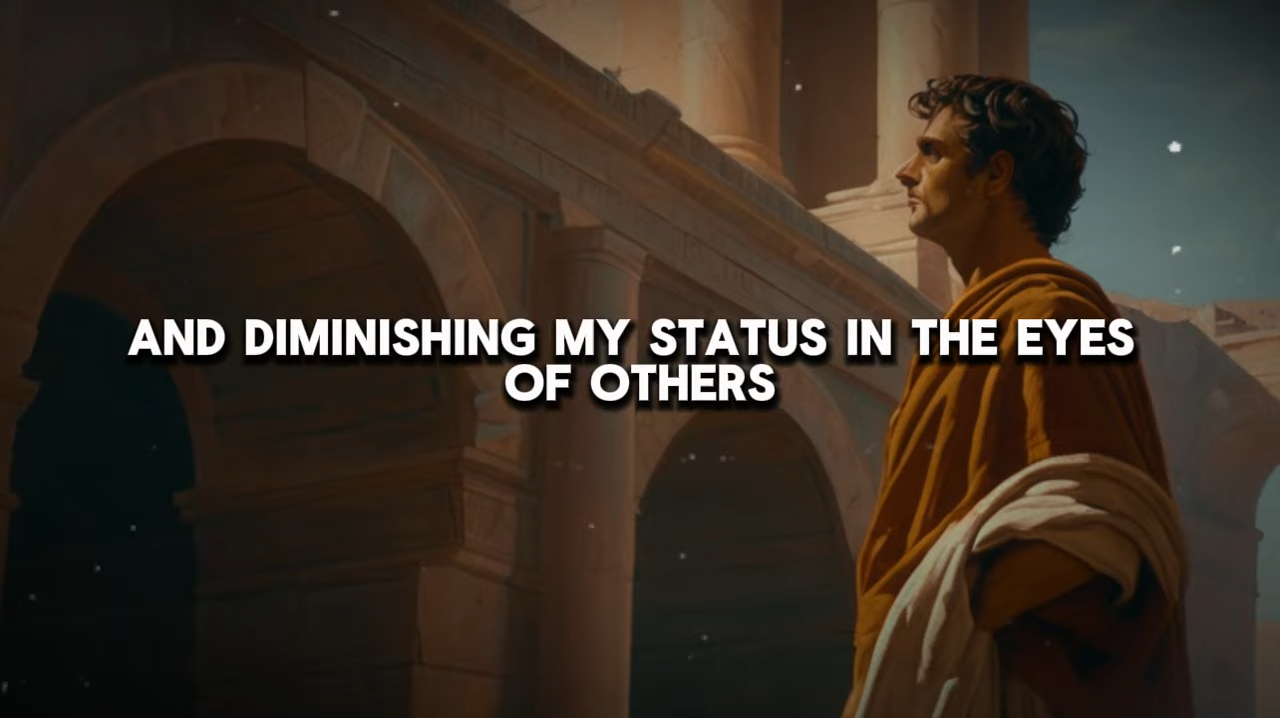 AND DIMINISHING MY STATUS IN THE EYES
OF OTHERS